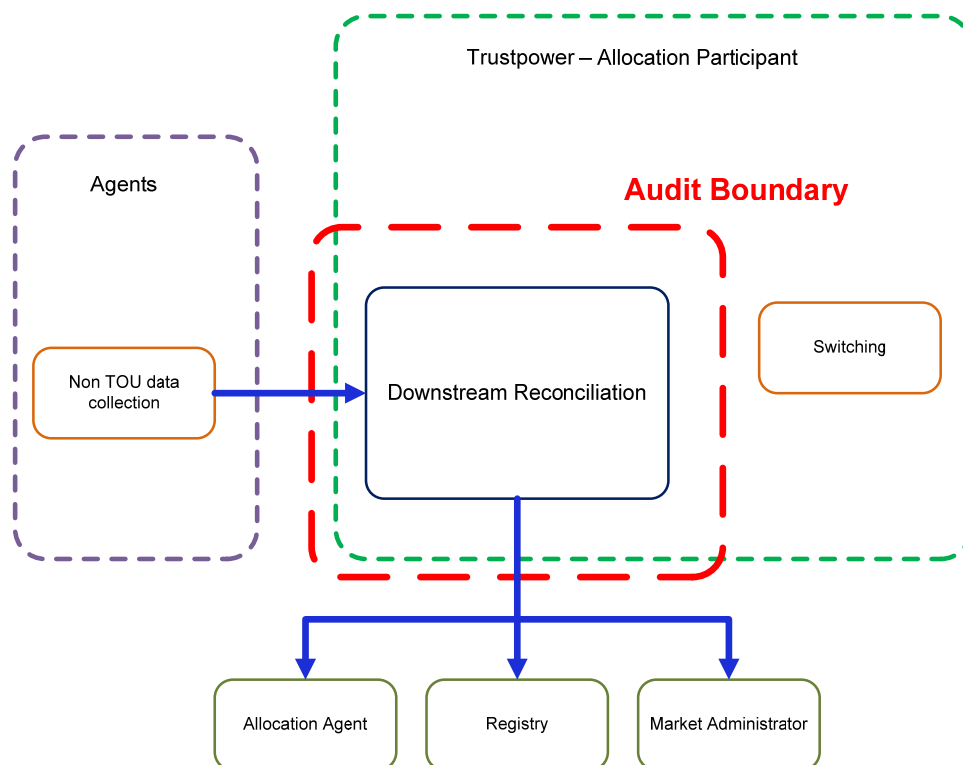 Trustpower – Allocation Participant
Agents
Audit Boundary
Switching
Non TOU data
collection
Downstream Reconciliation
Allocation Agent
Registry
Market Administrator